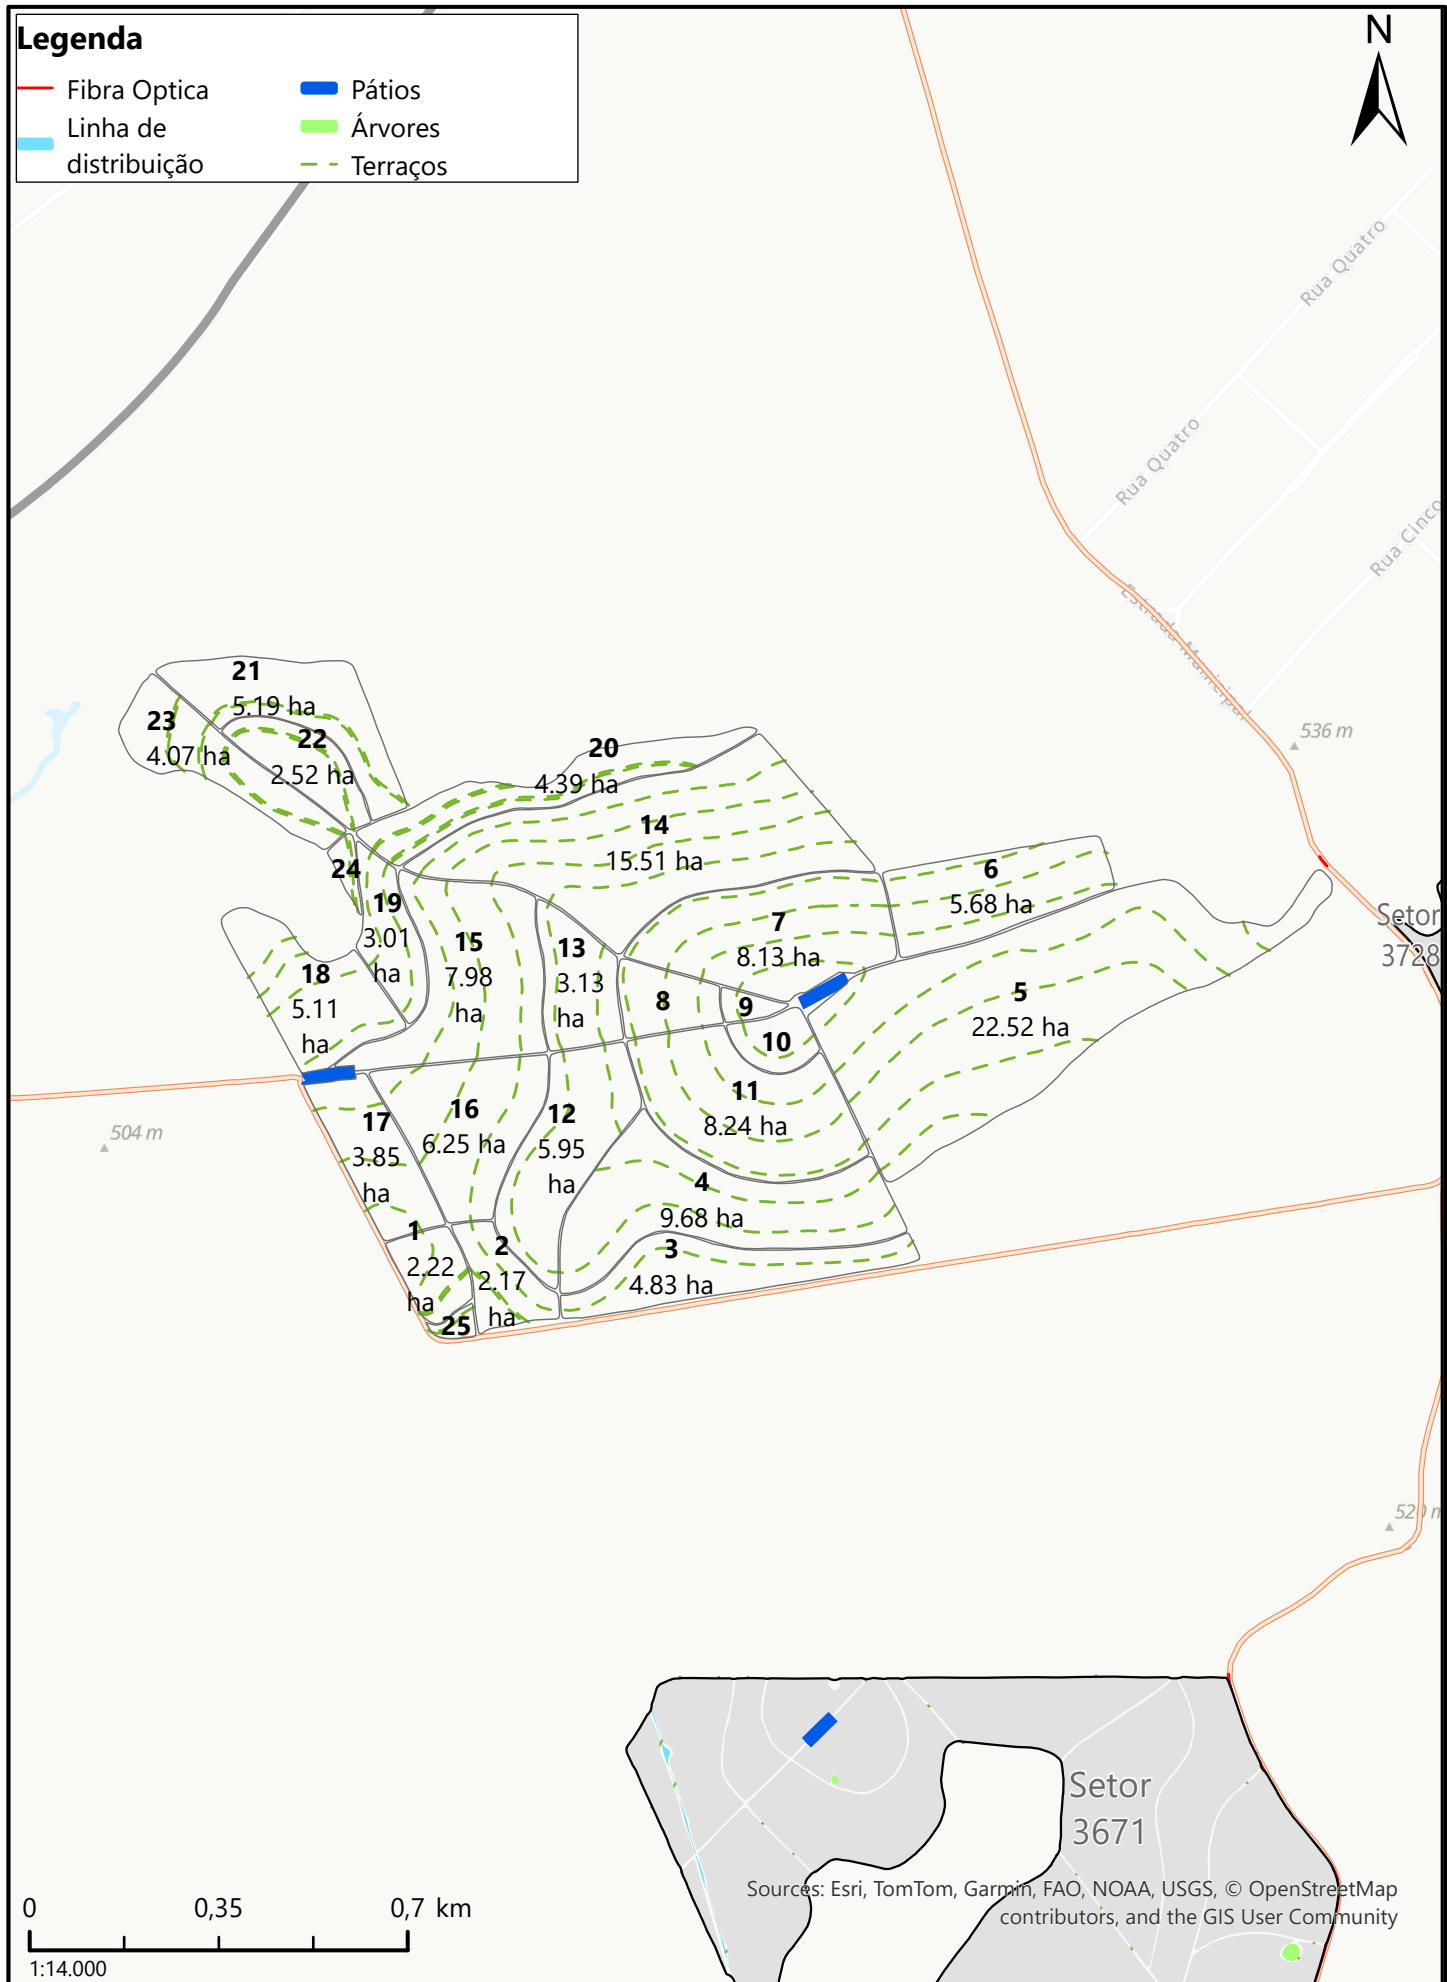 Legenda
Fibra Optica
Linha de
distribuição
Pátios
Árvores
Terraços
N
Rua Quatro
Rua Quatro
Rua Cinco
Estrada Municipal
536 m
Setor
3728
504 m
520 m
21
5.19 ha
23
4.07 ha
22
2.52 ha
20
4.39 ha
14
15.51 ha
24
19
3.01
ha
6
5.68 ha
7
8.13 ha
15
7.98
ha
13
3.13
ha
18
5.11
ha
8
9
5
22.52 ha
10
11
8.24 ha
17
3.85
ha
16
6.25 ha
12
5.95
ha
4
9.68 ha
1
2.22
ha
2
2.17
ha
3
4.83 ha
25
Setor
3671
Sources: Esri, TomTom, Garmin, FAO, NOAA, USGS, © OpenStreetMap
contributors, and the GIS User Community
0 0,35 0,7 km
1:14.000